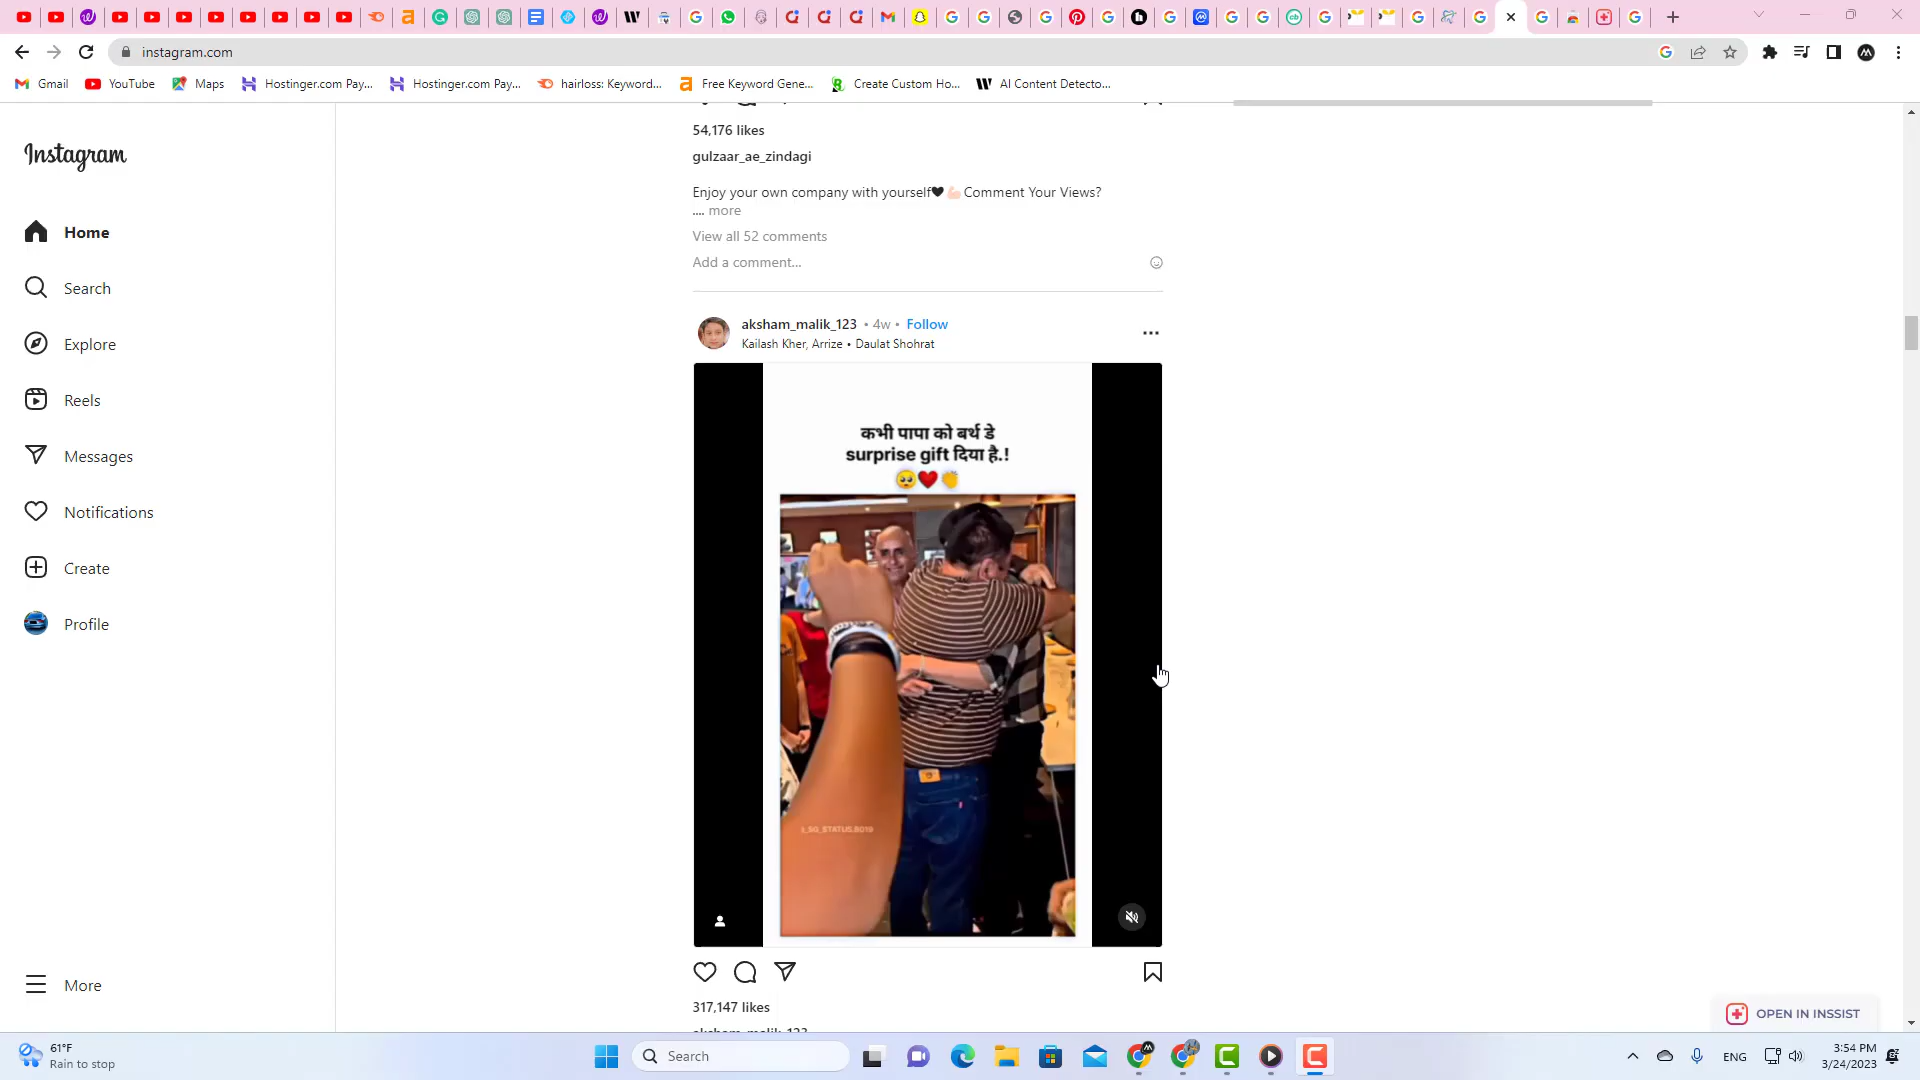 instagram.com
Gmail
YouTube
Maps
Hostinger.com Pay...
Hostinger.com Pay...
hairloss: Keyword...
Free Keyword Gene...
Create Custom Ho...
AI Content Detecto...
Instagram
Home
Search
Explore
Reels
Messages
Notifications
Create
Profile
More
54,176 likes
gulzaar_ae_zindagi
Enjoy your own company with yourself🖤💪🏻Comment Your Views?
.... more
View all 52 comments
Add a comment...
aksham_malik_123 • 4w • Follow
Kailash Kher, Arrize • Daulat Shohrat
कभी पापा को बर्थ डे
surprise gift दिया है.!
🥺❤️👏
317,147 likes
aksham_malik_123
OPEN IN INSSIST
61°F
Rain to stop
Search
ENG
3:54 PM
3/24/2023